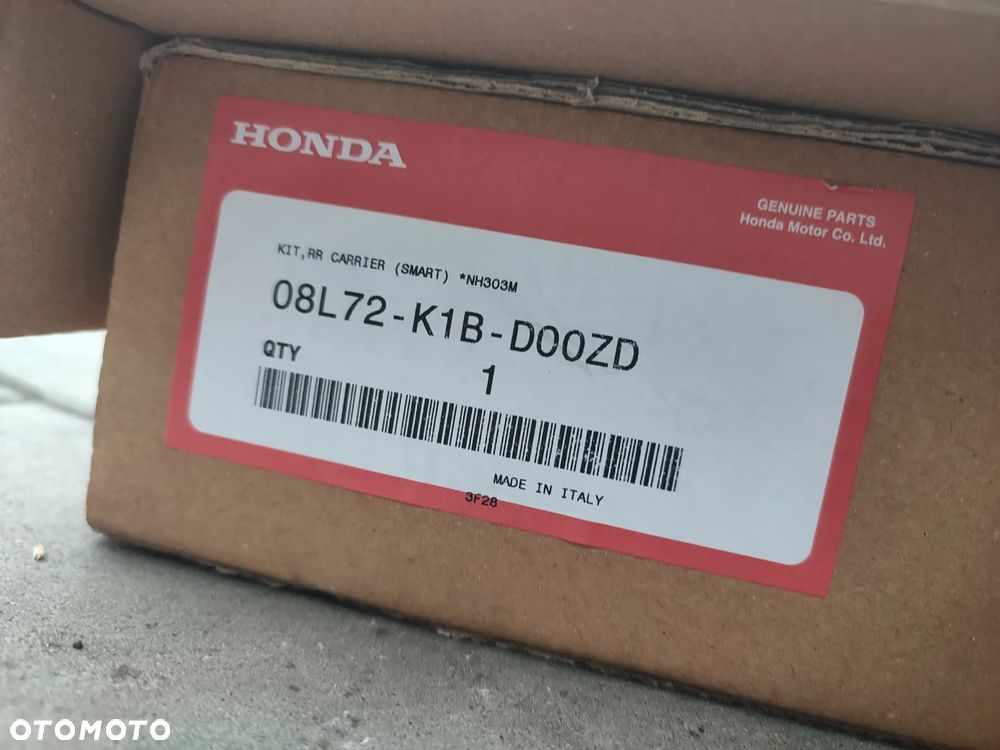 HONDA
GENUINE PARTS
Honda Motor Co. Ltd.
KIT,RR CARRIER (SMART) *NH303M
08L72-K1B-D00ZD
QTY
1
MADE IN ITALY
3F28
OTOMOTO